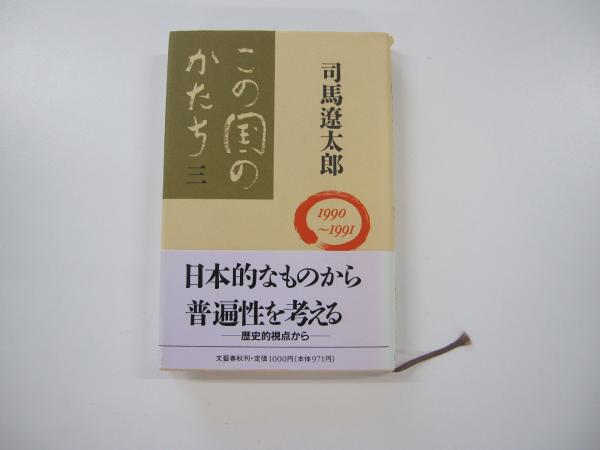 この国の
かたち 三
司馬遼太郎
1990
～1991
日本的なものから
普遍性を考える
―歴史的視点から―
文藝春秋刊・定価1000円(本体971円)